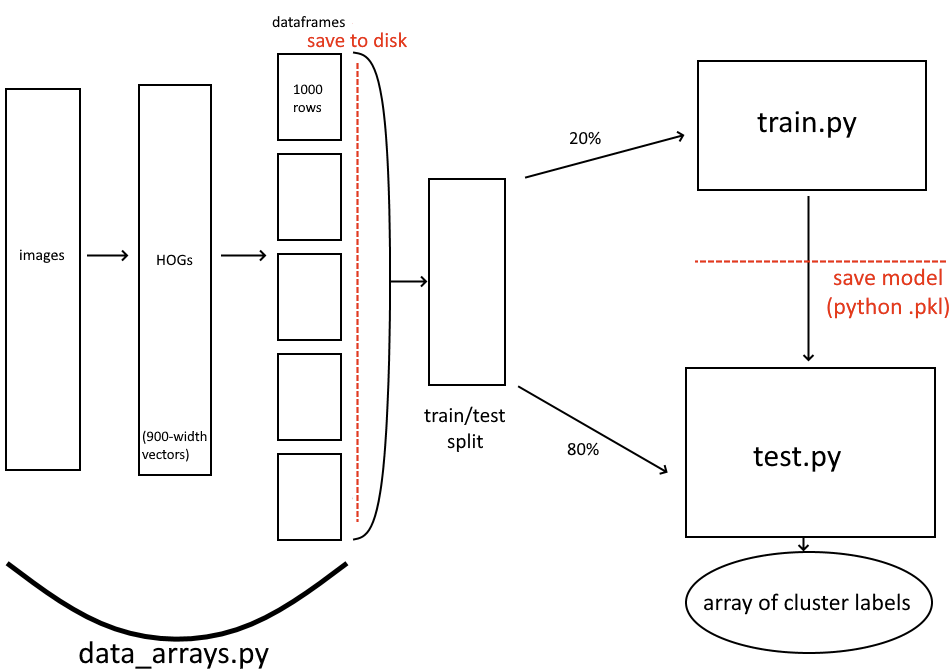 dataframes
save to disk
1000
rows
images
HOGs
(900-width
vectors)
data_arrays.py
train/test
split
20%
80%
train.py
save model
(python .pkl)
test.py
array of cluster labels